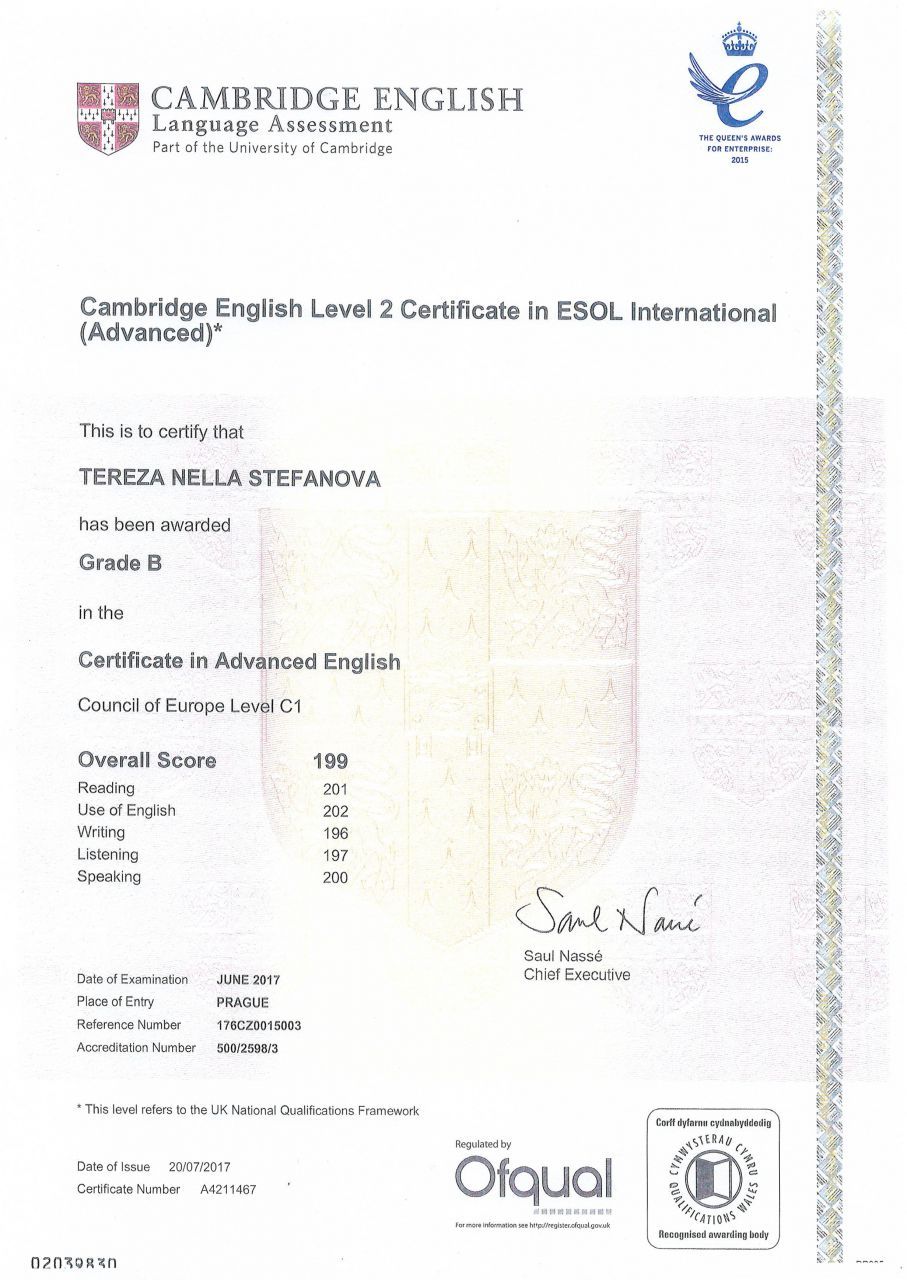 CAMBRIDGE ENGLISH
Language Assessment
Part of the University of Cambridge
THE QUEEN'S AWARDS
FOR ENTERPRISE:
2015
Cambridge English Level 2 Certificate in ESOL International
(Advanced)*
This is to certify that
TEREZA NELLA STEFANOVA
has been awarded
Grade B
in the
Certificate in Advanced English
Council of Europe Level C1
Overall Score 199
Reading 201
Use of English 202
Writing 196
Listening 197
Speaking 200
Saul Nassé
Saul Nassé
Chief Executive
Date of Examination JUNE 2017
Place of Entry PRAGUE
Reference Number 176CZ0015003
Accreditation Number 500/2598/3
* This level refers to the UK National Qualifications Framework
Date of Issue 20/07/2017
Certificate Number A4211467
Regulated by
Ofqual
For more information see http://register.ofqual.gov.uk
Corff dyfarnu cydnabyddedig
CYMWYSTERAU CYMRU
QUALIFICATIONS WALES
Recognised awarding body
02039830